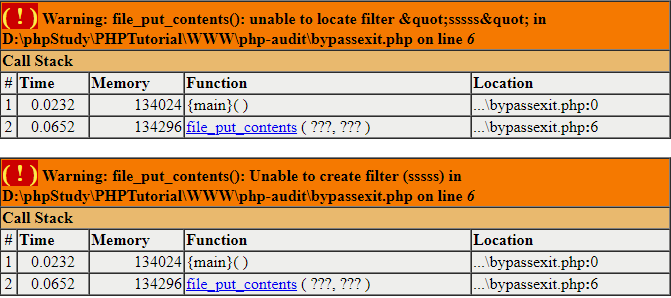 ( ! ) Warning: file_put_contents(): unable to locate filter &quot;sssss&quot; in
D:\phpStudy\PHPTutorial\WWW\php-audit\bypassexit.php on line 6
Call Stack
# Time Memory Function Location
1 0.0232 134024 {main}( ) ...\bypassexit.php:0
2 0.0652 134296 file_put_contents ( ???, ??? ) ...\bypassexit.php:6
( ! ) Warning: file_put_contents(): Unable to create filter (sssss) in
D:\phpStudy\PHPTutorial\WWW\php-audit\bypassexit.php on line 6
Call Stack
# Time Memory Function Location
1 0.0232 134024 {main}( ) ...\bypassexit.php:0
2 0.0652 134296 file_put_contents ( ???, ??? ) ...\bypassexit.php:6